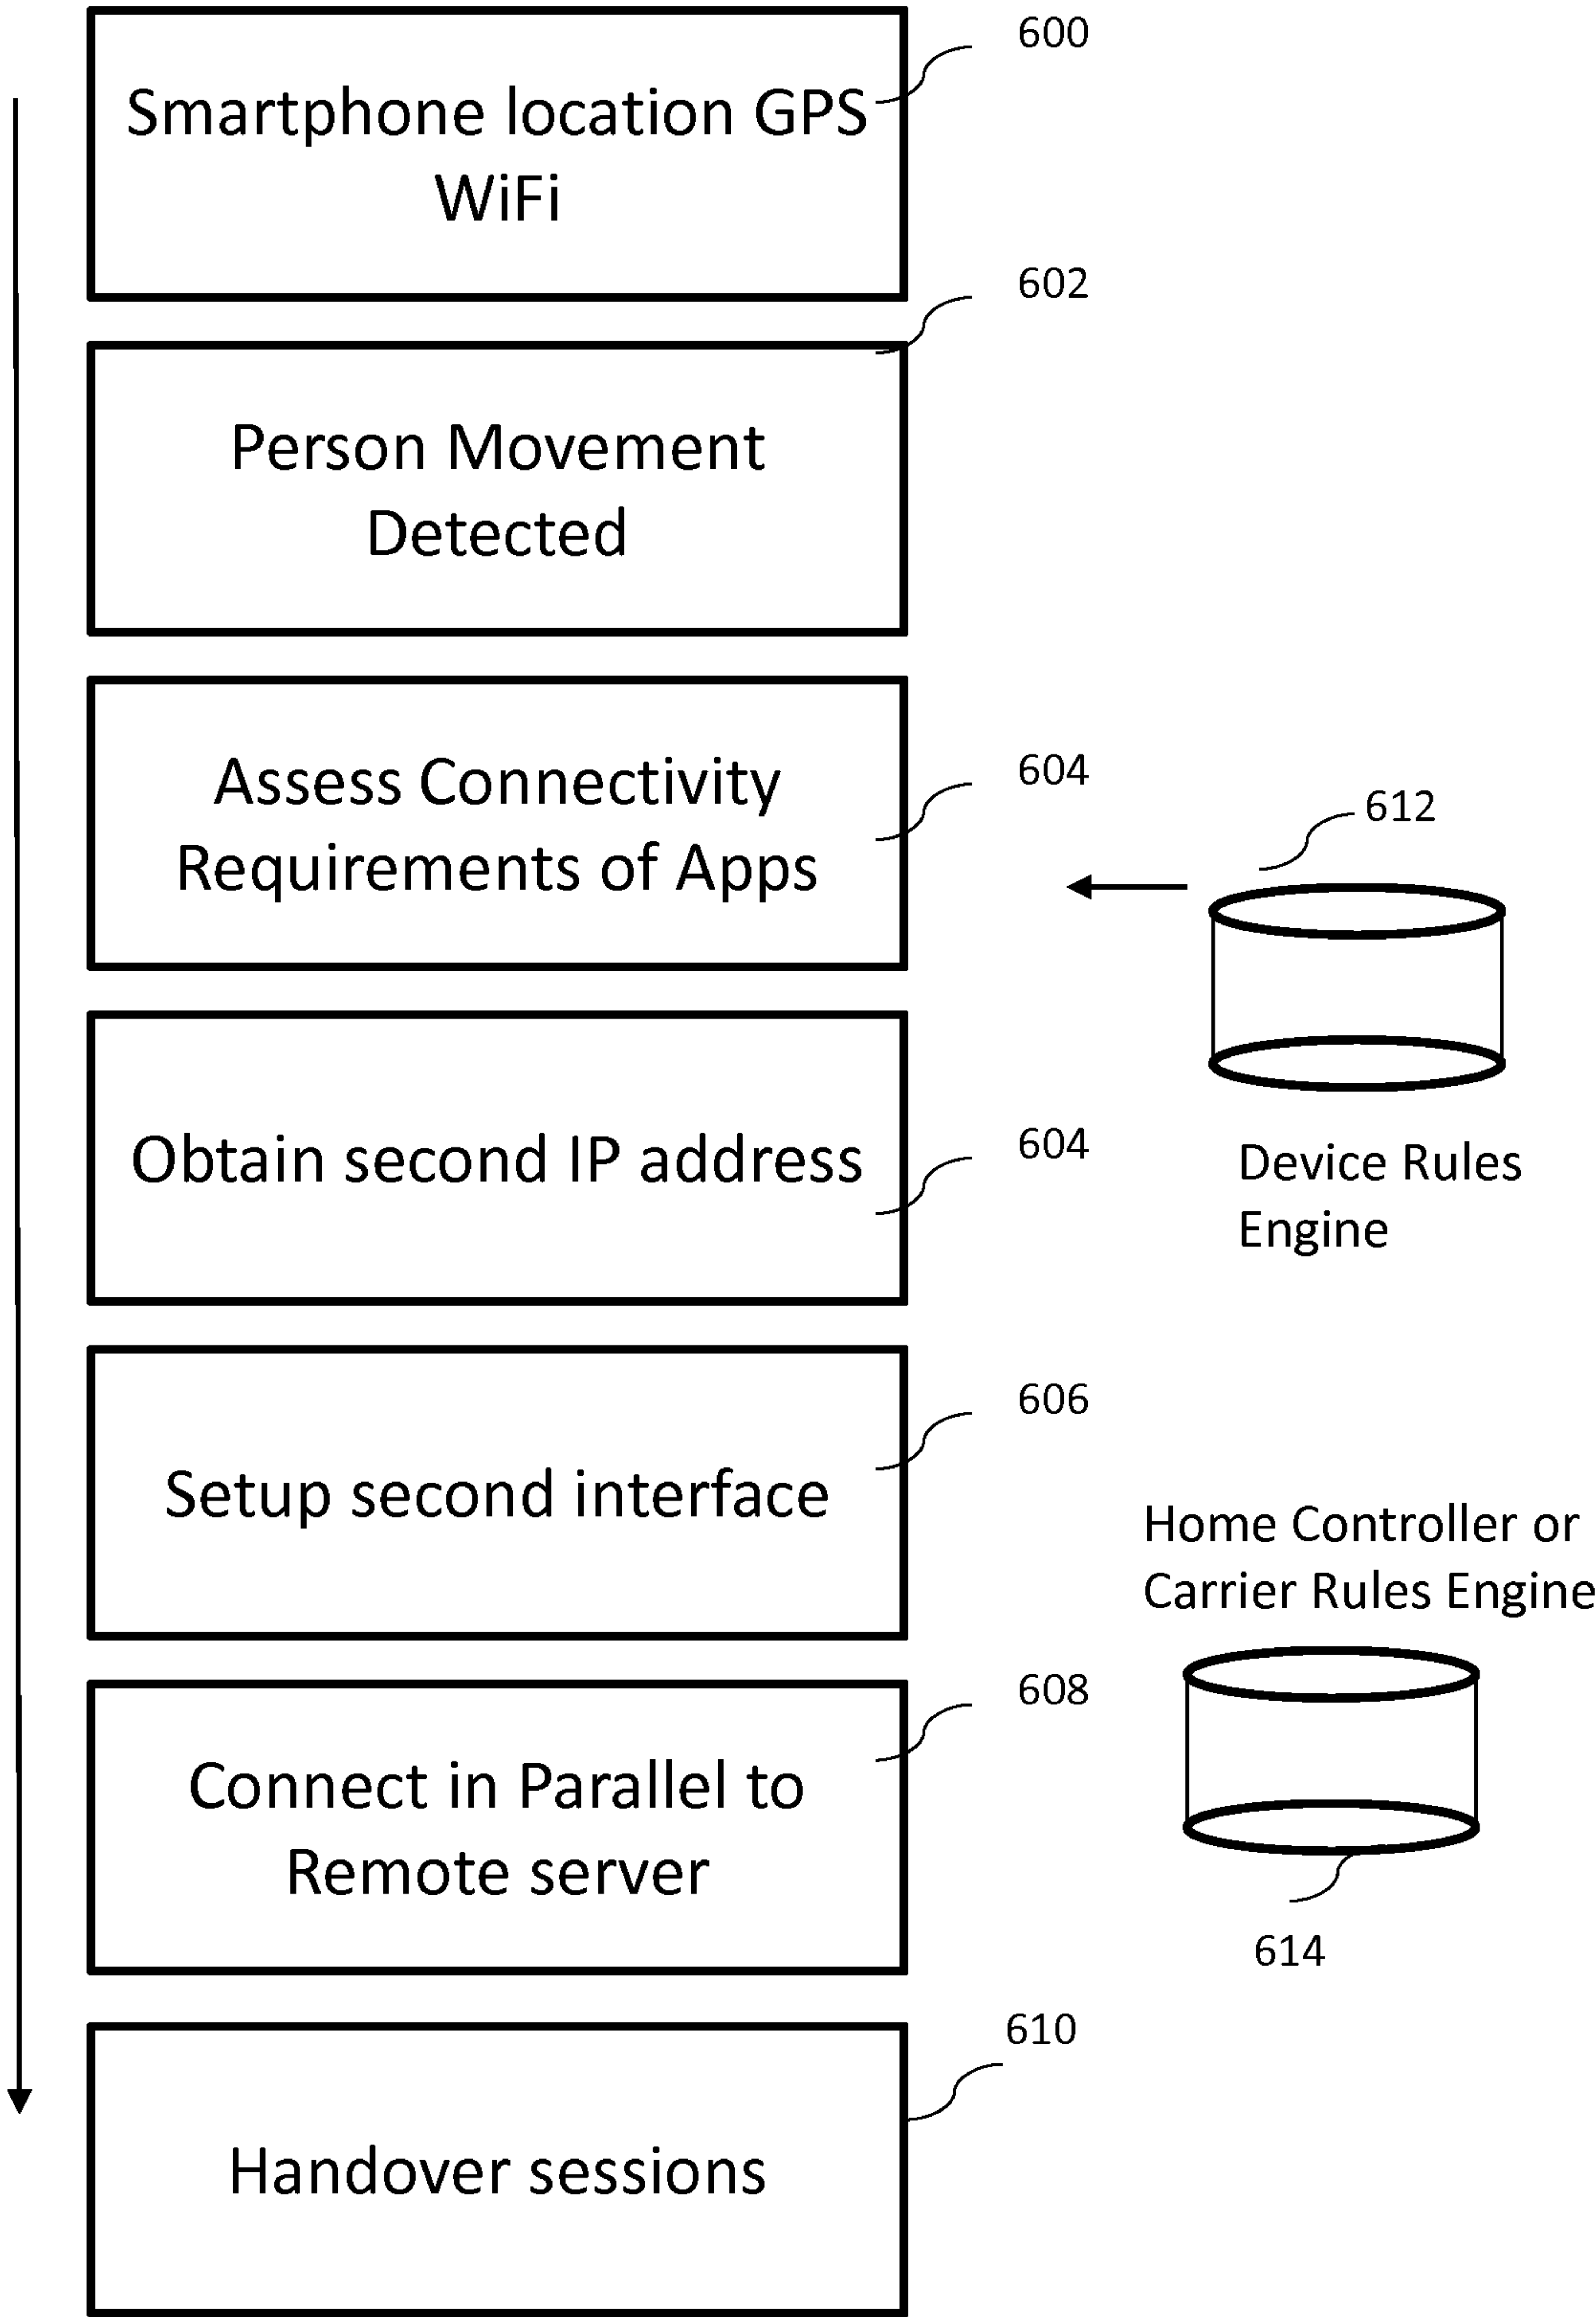 600
Smartphone location GPS
WiFi
602
Person Movement
Detected
604
Assess Connectivity
Requirements of Apps
612
604
Obtain second IP address
Device Rules
Engine
606
Setup second interface
Home Controller or
Carrier Rules Engine
608
Connect in Parallel to
Remote server
614
610
Handover sessions